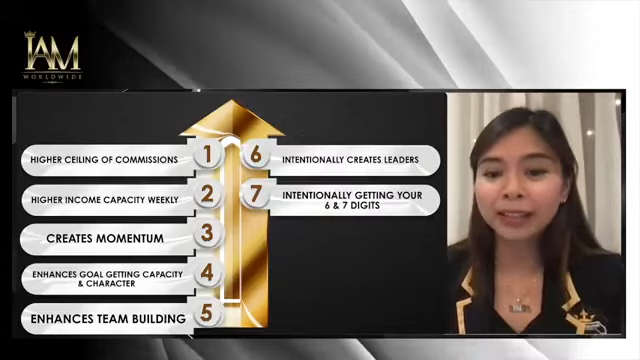 IAM
WORLDWIDE
HIGHER CEILING OF COMMISSIONS
1
HIGHER INCOME CAPACITY WEEKLY
2
CREATES MOMENTUM
3
ENHANCES GOAL GETTING CAPACITY
& CHARACTER
4
ENHANCES TEAM BUILDING
5
6
INTENTIONALLY CREATES LEADERS
7
INTENTIONALLY GETTING YOUR
6 & 7 DIGITS